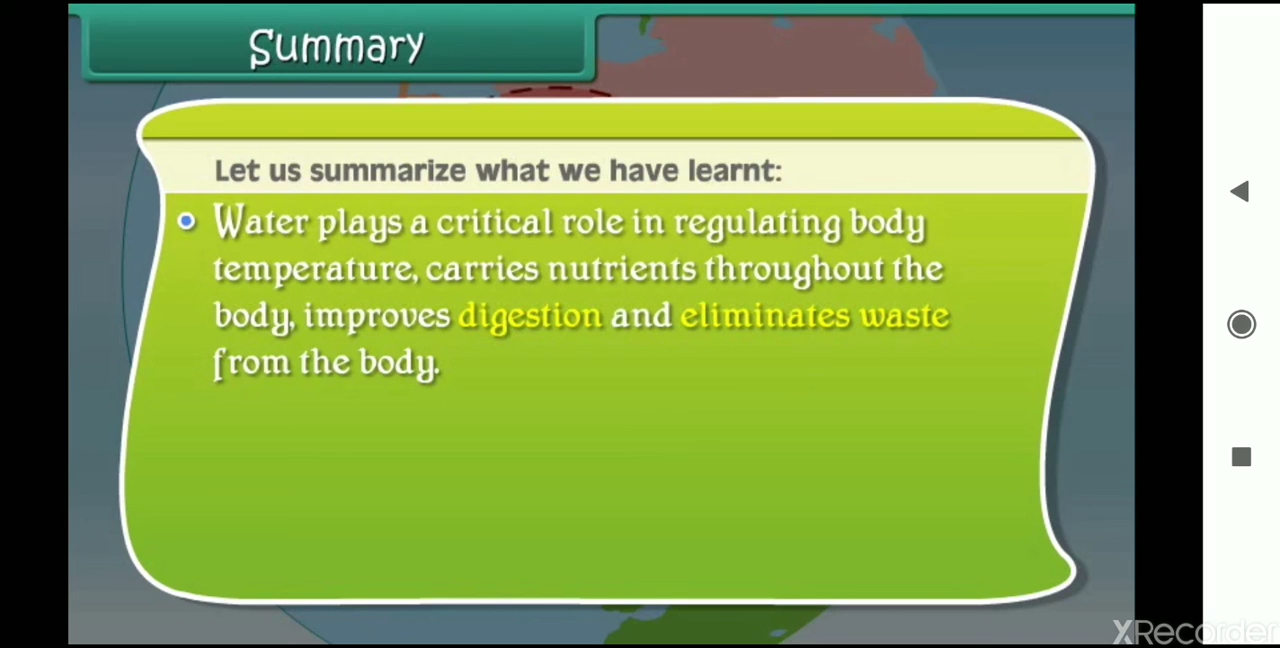 Summary
Let us summarize what we have learnt:
Water plays a critical role in regulating body
temperature, carries nutrients throughout the
body, improves digestion and eliminates waste
from the body.
XRecorder